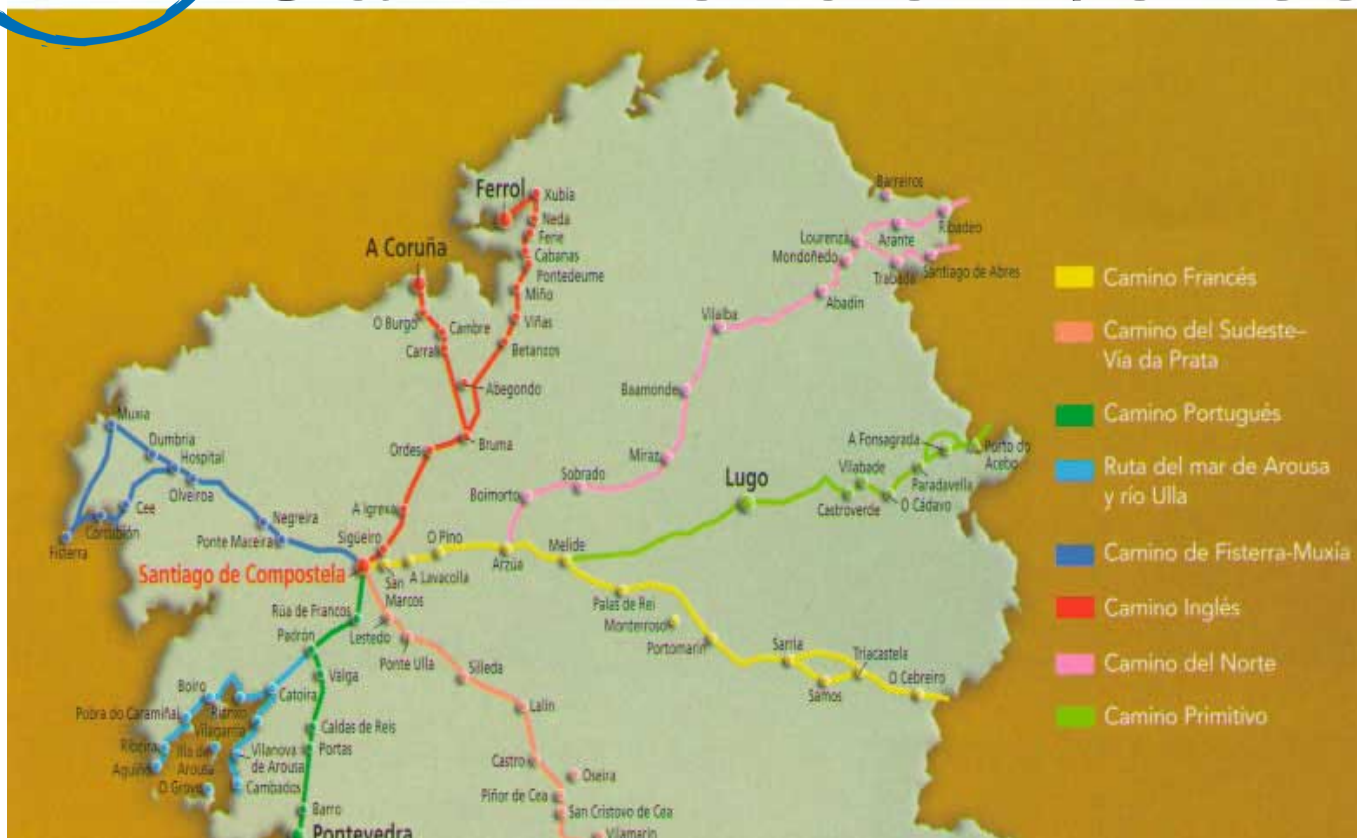 Ferrol
Xubia
Neda
Fene
Cabanas
Pontedeume
Miño
Viñas
Betanzos
A Coruña
O Burgo
Cambre
Carral
Abegondo
Bruma
Ordes
A Igrexa
Sigüeiro
Barreiros
Ribadeo
Arante
Lourenzá
Mondoñedo
Trabada
Santiago de Abres
Abadín
Vilalba
Baamonde
Miraz
Sobrado
Boimorto
Muxia
Dumbria
Hospital
Olveiroa
Cee
Corcubión
Fisterra
Negreira
Ponte Maceira
Santiago de Compostela
San
Marcos
A Lavacolla
O Pino
Arzúa
Melide
Lugo
Castroverde
Vilabade
O Cádavo
Paradavella
A Fonsagrada
Porto do
Acebo
Palas de Rei
Monterroso
Portomarín
Sarria
Samos
Triacastela
O Cebreiro
Rúa de Francos
Padrón
Lestedo
Ponte Ulla
Silleda
Lalín
Castro
Oseira
Piñor de Cea
San Cristovo de Cea
Vilamarín
Valga
Catoira
Boiro
Rianxo
Pobra do Caramiñal
Vilagarcía
Ribeira
Illa de
Arousa
Aguiño
O Grove
Vilanova
de Arousa
Cambados
Caldas de Reis
Portas
Barro
Pontevedra
Camino Francés
Camino del Sudeste–
Vía da Prata
Camino Portugués
Ruta del mar de Arousa
y río Ulla
Camino de Fisterra-Muxía
Camino Inglés
Camino del Norte
Camino Primitivo